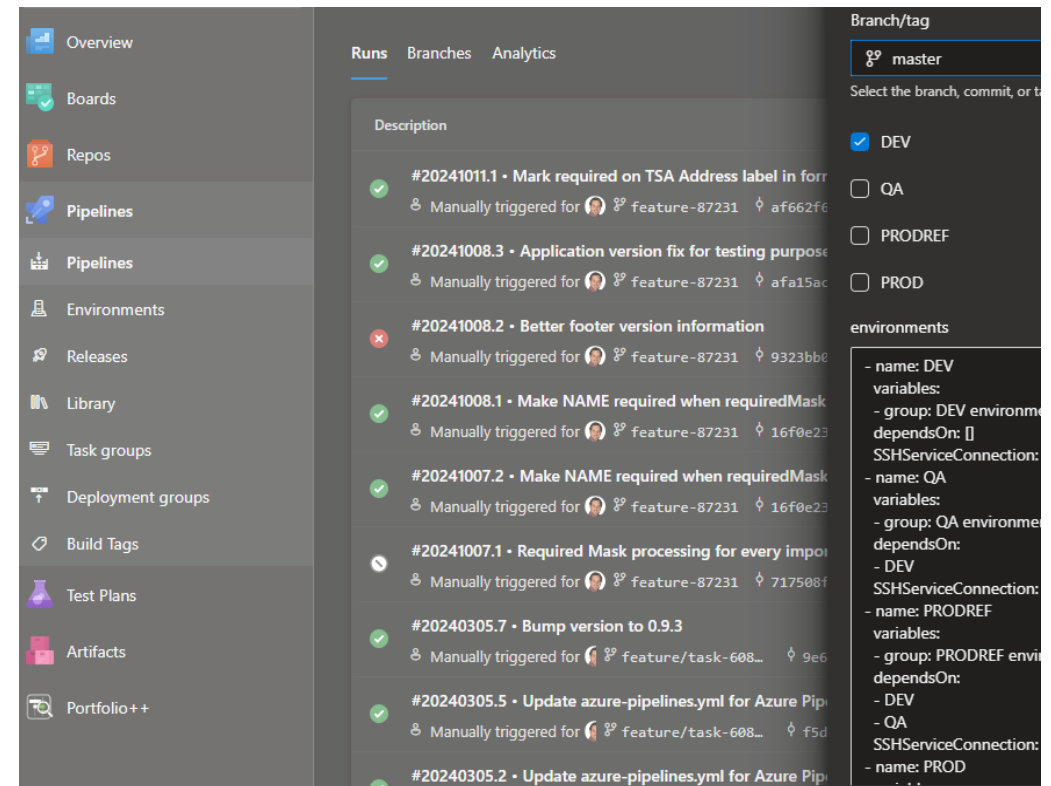 Overview
Boards
Repos
Pipelines
Pipelines
Environments
Releases
Library
Task groups
Deployment groups
Build Tags
Test Plans
Artifacts
Portfolio++
Runs Branches Analytics
Description
#20241011.1 • Mark required on TSA Address label in forr
Manually triggered for feature-87231 af662f6
#20241008.3 • Application version fix for testing purpose
Manually triggered for feature-87231 afa15ac
#20241008.2 • Better footer version information
Manually triggered for feature-87231 9323bb0
#20241008.1 • Make NAME required when requiredMask
Manually triggered for feature-87231 16f0e23
#20241007.2 • Make NAME required when requiredMask
Manually triggered for feature-87231 16f0e23
#20241007.1 • Required Mask processing for every impor
Manually triggered for feature-87231 717508f
#20240305.7 • Bump version to 0.9.3
Manually triggered for feature/task-608… 9e6
#20240305.5 • Update azure-pipelines.yml for Azure Pip
Manually triggered for feature/task-608… f5d
#20240305.2 • Update azure-pipelines.yml for Azure Pip
Branch/tag
master
Select the branch, commit, or ta
DEV
QA
PRODREF
PROD
environments
- name: DEV
variables:
- group: DEV environme
dependsOn: []
SSHServiceConnection:
- name: QA
variables:
- group: QA environmer
dependsOn:
- DEV
SSHServiceConnection:
- name: PRODREF
variables:
- group: PRODREF envir
dependsOn:
- DEV
- QA
SSHServiceConnection:
- name: PROD